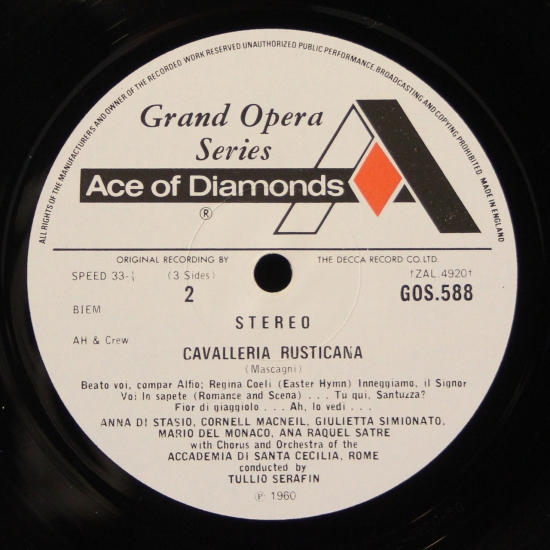 ALL RIGHTS OF THE MANUFACTURERS AND OWNER OF THE RECORDED WORK RESERVED UNAUTHORIZED PUBLIC PERFORMANCE, BROADCASTING AND COPYING PROHIBITED. MADE IN ENGLAND
Grand Opera
Series
Ace of Diamonds
®
ORIGINAL RECORDING BY THE DECCA RECORD CO. LTD.
SPEED 33-⅓ (3 Sides) †ZAL.4920†
2 GOS.588
BIEM
STEREO
AH & Crew
CAVALLERIA RUSTICANA
(Mascagni)
Beato voi, compar Alfio; Regina Coeli (Easter Hymn) Inneggiamo, il Signor
Voi lo sapete (Romance and Scena) . . . Tu qui, Santuzza?
Fior di giaggiolo . . . Ah, lo vedi . . .
ANNA DI STASIO, CORNELL MACNEIL, GIULIETTA SIMIONATO,
MARIO DEL MONACO, ANA RAQUEL SATRE
with Chorus and Orchestra of the
ACCADEMIA DI SANTA CECILIA, ROME
conducted by
TULLIO SERAFIN
℗ 1960